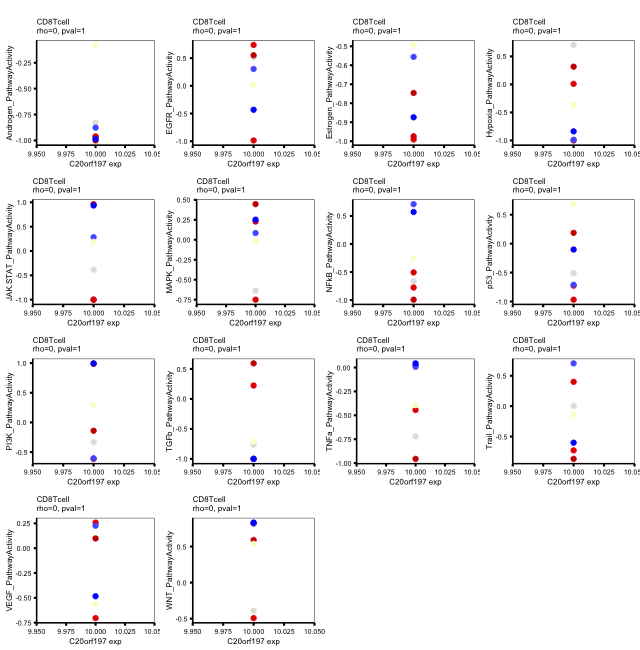 CD8Tcell
rho=0, pval=1
Androgen_PathwayActivity
-0.25
-0.50
-0.75
-1.00
9.950 9.975 10.000 10.025 10.05
C20orf197 exp
CD8Tcell
rho=0, pval=1
EGFR_PathwayActivity
0.5
0.0
-0.5
-1.0
9.950 9.975 10.000 10.025 10.05
C20orf197 exp
CD8Tcell
rho=0, pval=1
Estrogen_PathwayActivity
-0.5
-0.6
-0.7
-0.8
-0.9
-1.0
9.950 9.975 10.000 10.025 10.05
C20orf197 exp
CD8Tcell
rho=0, pval=1
Hypoxia_PathwayActivity
0.5
0.0
-0.5
-1.0
9.950 9.975 10.000 10.025 10.05
C20orf197 exp
CD8Tcell
rho=0, pval=1
JAK.STAT_PathwayActivity
1.0
0.5
0.0
-0.5
-1.0
9.950 9.975 10.000 10.025 10.05
C20orf197 exp
CD8Tcell
rho=0, pval=1
MAPK_PathwayActivity
0.50
0.25
0.00
-0.25
-0.50
-0.75
9.950 9.975 10.000 10.025 10.05
C20orf197 exp
CD8Tcell
rho=0, pval=1
NFkB_PathwayActivity
0.5
0.0
-0.5
-1.0
9.950 9.975 10.000 10.025 10.05
C20orf197 exp
CD8Tcell
rho=0, pval=1
p53_PathwayActivity
0.5
0.0
-0.5
-1.0
9.950 9.975 10.000 10.025 10.05
C20orf197 exp
CD8Tcell
rho=0, pval=1
PI3K_PathwayActivity
1.0
0.5
0.0
-0.5
9.950 9.975 10.000 10.025 10.05
C20orf197 exp
CD8Tcell
rho=0, pval=1
TGFb_PathwayActivity
0.5
0.0
-0.5
-1.0
9.950 9.975 10.000 10.025 10.05
C20orf197 exp
CD8Tcell
rho=0, pval=1
TNFa_PathwayActivity
0.00
-0.25
-0.50
-0.75
-1.00
9.950 9.975 10.000 10.025 10.05
C20orf197 exp
CD8Tcell
rho=0, pval=1
Trail_PathwayActivity
0.5
0.0
-0.5
9.950 9.975 10.000 10.025 10.05
C20orf197 exp
CD8Tcell
rho=0, pval=1
VEGF_PathwayActivity
0.25
0.00
-0.25
-0.50
-0.75
9.950 9.975 10.000 10.025 10.05
C20orf197 exp
CD8Tcell
rho=0, pval=1
WNT_PathwayActivity
0.5
0.0
-0.5
9.950 9.975 10.000 10.025 10.050
C20orf197 exp